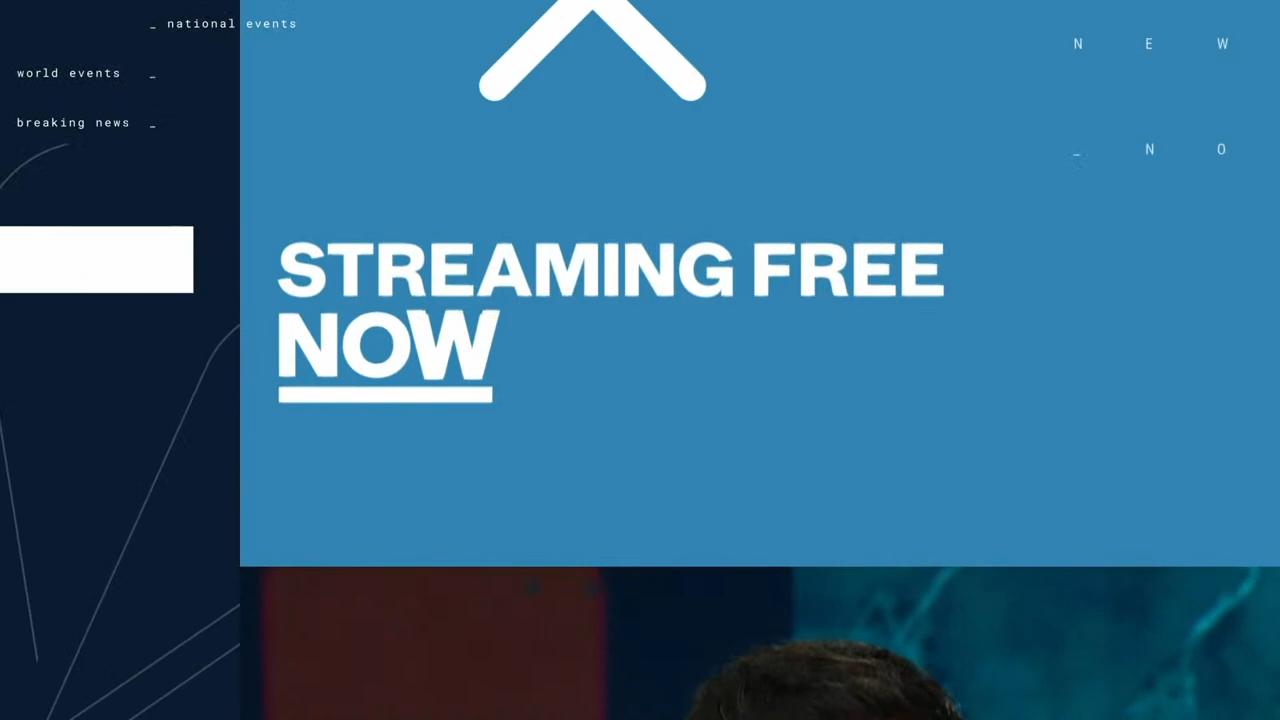 _ national events
world events _
breaking news _
N E W
_ N O
STREAMING FREE
NOW